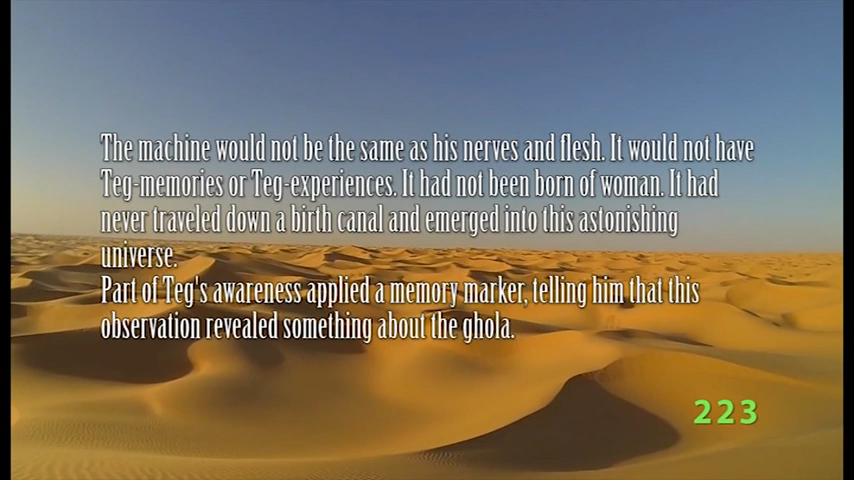 The machine would not be the same as his nerves and flesh. It would not have
Teg-memories or Teg-experiences. It had not been born of woman. It had
never traveled down a birth canal and emerged into this astonishing
universe.
Part of Teg's awareness applied a memory marker, telling him that this
observation revealed something about the ghola.
223